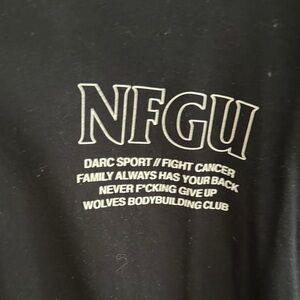 NFGU
DARC SPORT // FIGHT CANCER
FAMILY ALWAYS HAS YOUR BACK
NEVER F*CKING GIVE UP
WOLVES BODYBUILDING CLUB